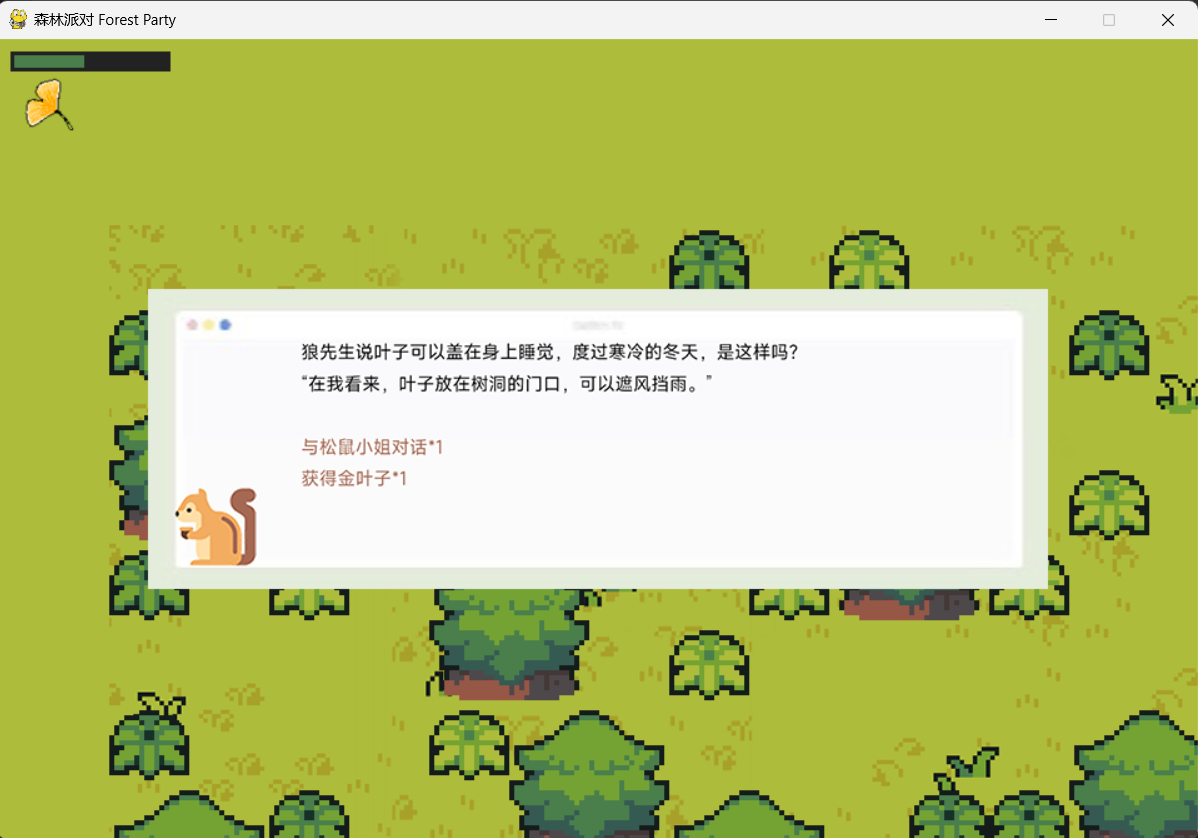 森林派对 Forest Party
狼先生说叶子可以盖在身上睡觉，度过寒冷的冬天，是这样吗？
“在我看来，叶子放在树洞的门口，可以遮风挡雨。”
与松鼠小姐对话*1
获得金叶子*1